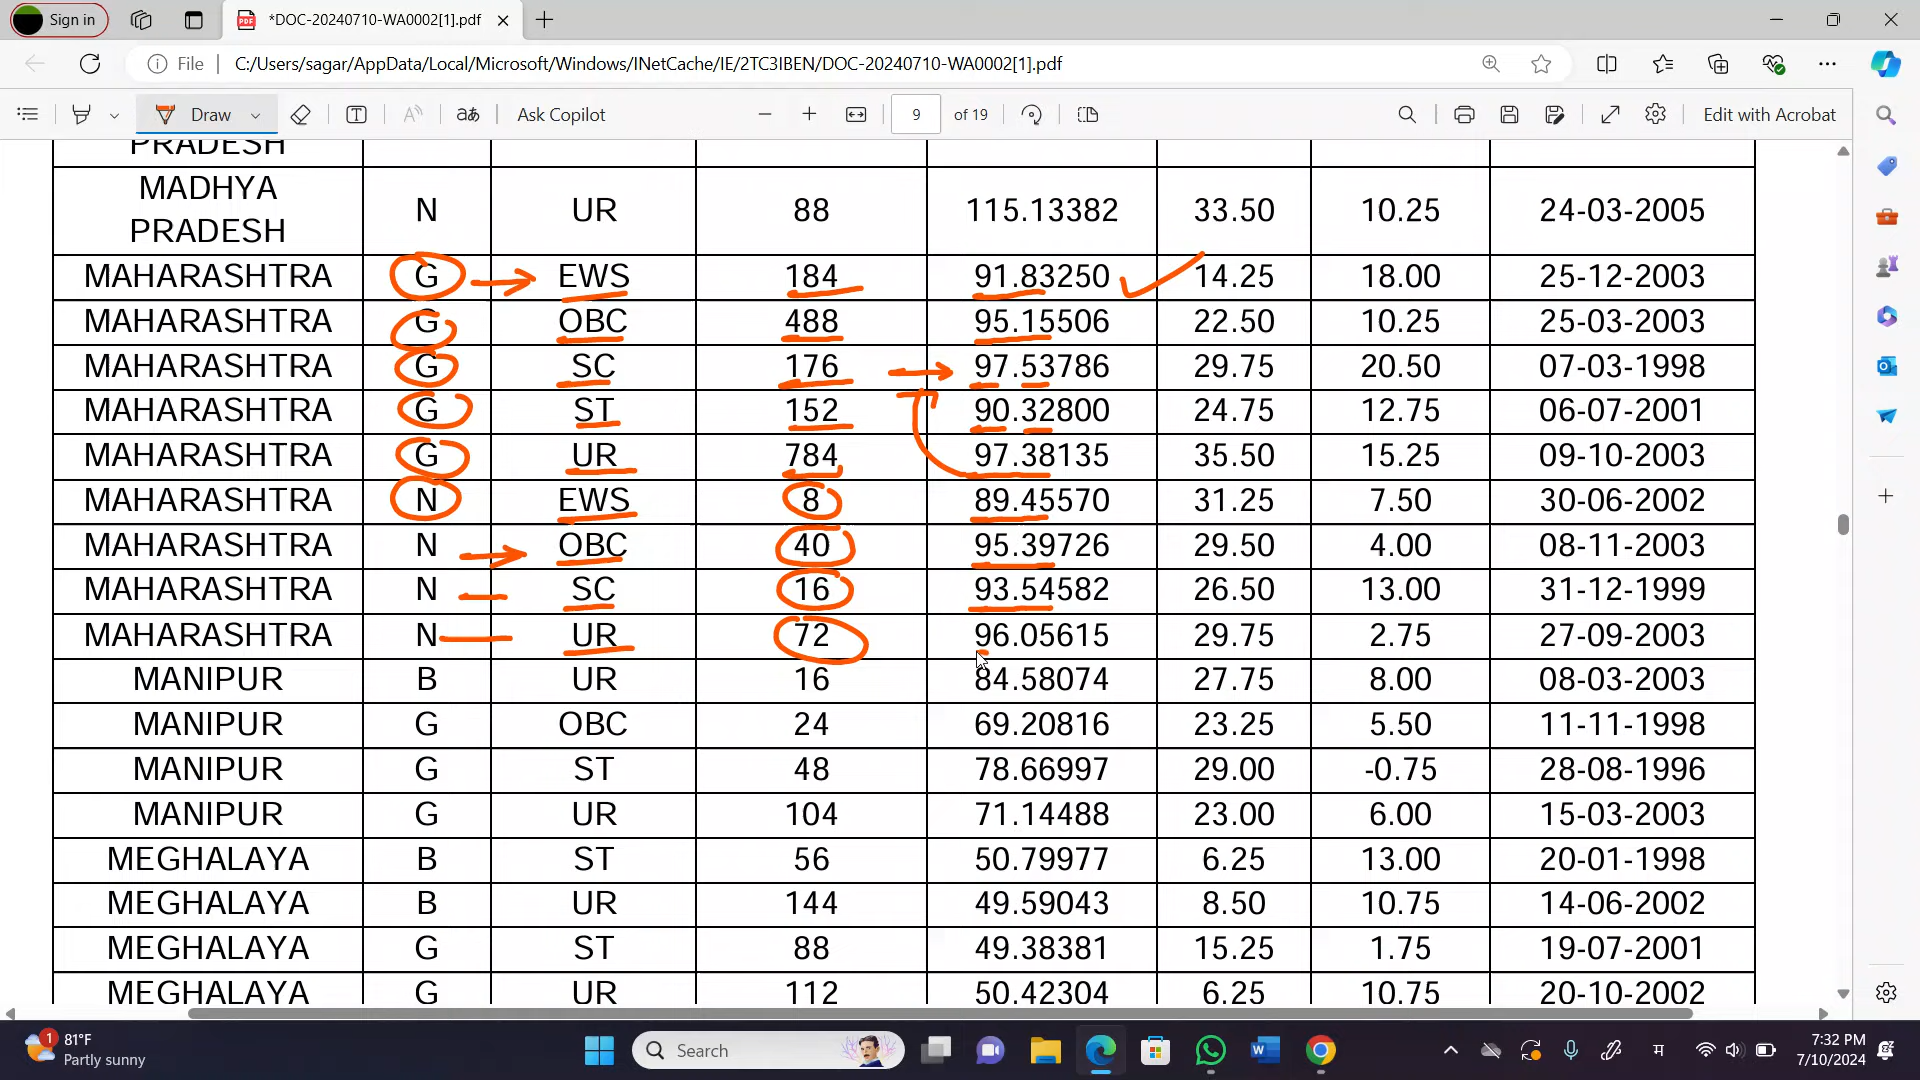 Sign in
*DOC-20240710-WA0002[1].pdf
File C:/Users/sagar/AppData/Local/Microsoft/Windows/INetCache/IE/2TC3IBEN/DOC-20240710-WA0002[1].pdf
Draw aあ Ask Copilot 9 of 19 Edit with Acrobat
PRADESH
MADHYA PRADESH N UR 88 115.13382 33.50 10.25 24-03-2005
MAHARASHTRA G EWS 184 91.83250 14.25 18.00 25-12-2003
MAHARASHTRA G OBC 488 95.15506 22.50 10.25 25-03-2003
MAHARASHTRA G SC 176 97.53786 29.75 20.50 07-03-1998
MAHARASHTRA G ST 152 90.32800 24.75 12.75 06-07-2001
MAHARASHTRA G UR 784 97.38135 35.50 15.25 09-10-2003
MAHARASHTRA N EWS 8 89.45570 31.25 7.50 30-06-2002
MAHARASHTRA N OBC 40 95.39726 29.50 4.00 08-11-2003
MAHARASHTRA N SC 16 93.54582 26.50 13.00 31-12-1999
MAHARASHTRA N UR 72 96.05615 29.75 2.75 27-09-2003
MANIPUR B UR 16 84.58074 27.75 8.00 08-03-2003
MANIPUR G OBC 24 69.20816 23.25 5.50 11-11-1998
MANIPUR G ST 48 78.66997 29.00 -0.75 28-08-1996
MANIPUR G UR 104 71.14488 23.00 6.00 15-03-2003
MEGHALAYA B ST 56 50.79977 6.25 13.00 20-01-1998
MEGHALAYA B UR 144 49.59043 8.50 10.75 14-06-2002
MEGHALAYA G ST 88 49.38381 15.25 1.75 19-07-2001
MEGHALAYA G UR 112 50.42304 6.25 10.75 20-10-2002
1 81°F
Partly sunny
Search
म
7:32 PM
7/10/2024